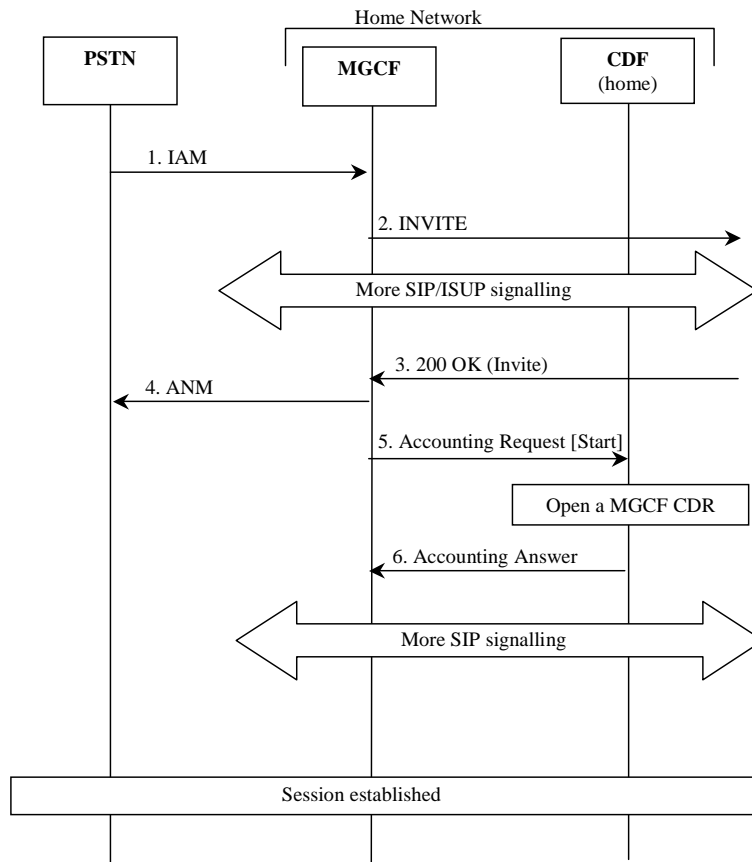 Home Network
PSTN
MGCF
CDF
(home)
1. IAM
2. INVITE
More SIP/ISUP signalling
3. 200 OK (Invite)
4. ANM
5. Accounting Request [Start]
Open a MGCF CDR
6. Accounting Answer
More SIP signalling
Session established